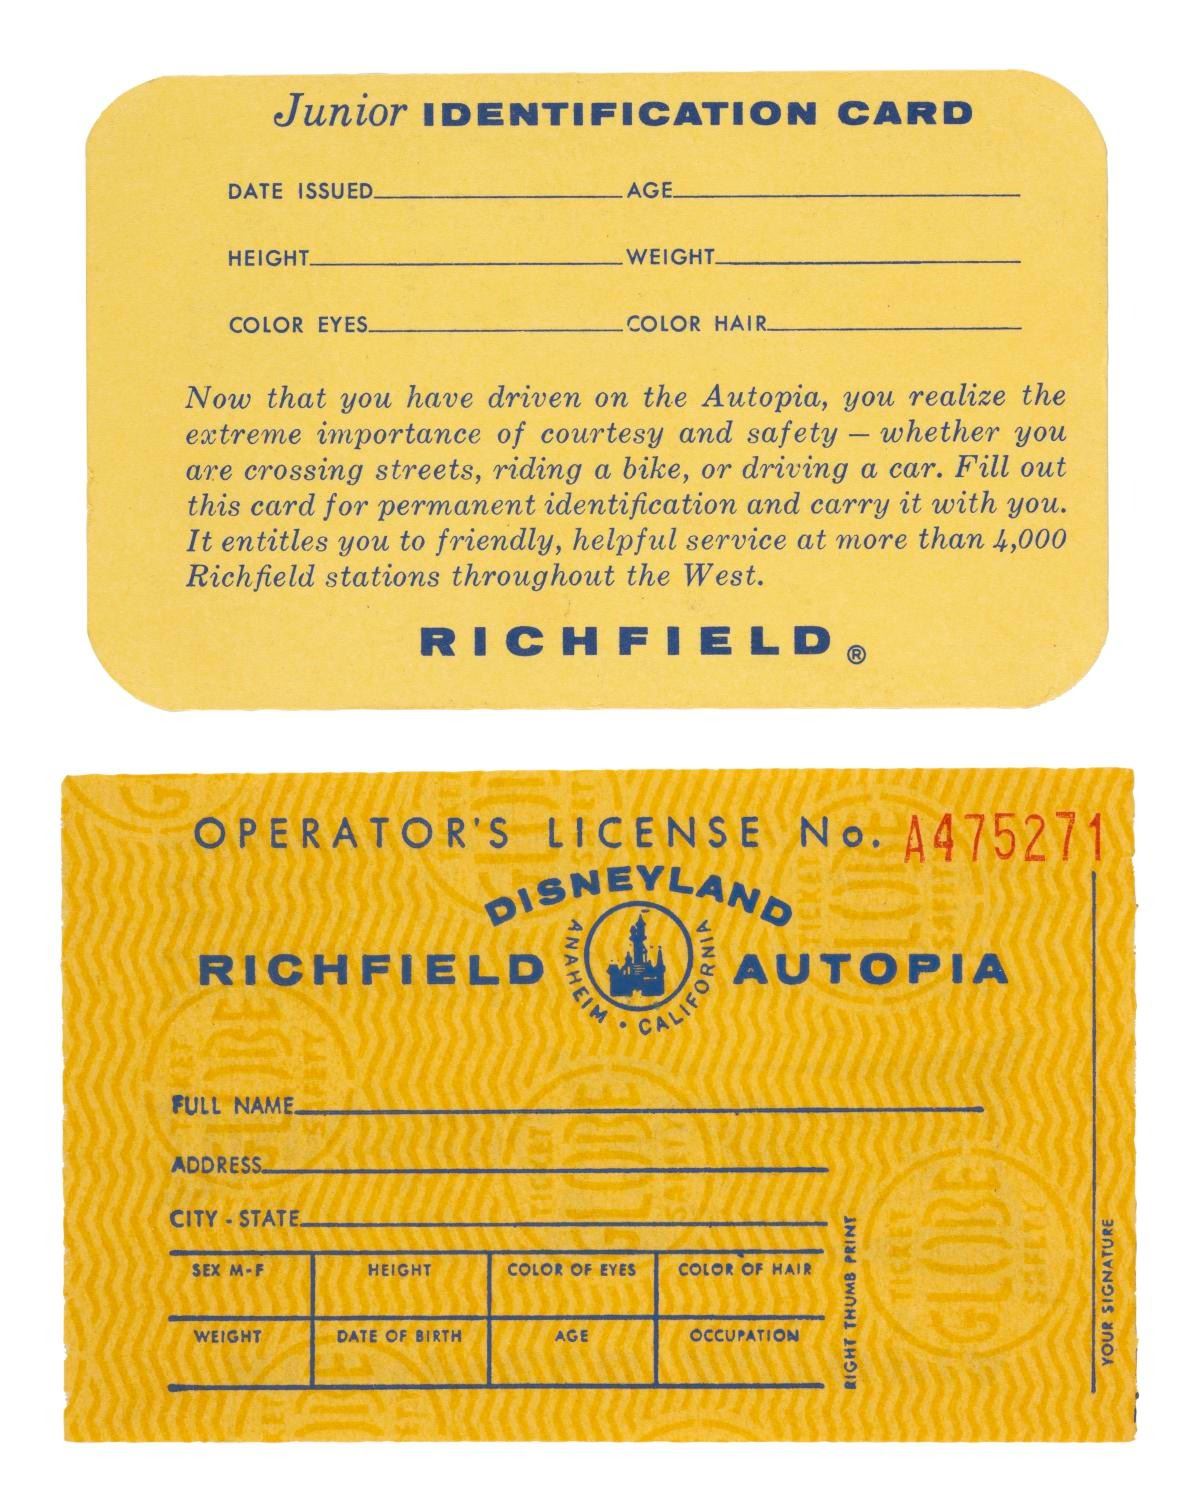 Junior IDENTIFICATION CARD
DATE ISSUED AGE
HEIGHT WEIGHT
COLOR EYES COLOR HAIR
Now that you have driven on the Autopia, you realize the
extreme importance of courtesy and safety — whether you
are crossing streets, riding a bike, or driving a car. Fill out
this card for permanent identification and carry it with you.
It entitles you to friendly, helpful service at more than 4,000
Richfield stations throughout the West.
RICHFIELD®
OPERATOR'S LICENSE No. A475271
DISNEYLAND
RICHFIELD AUTOPIA
ANAHEIM • CALIFORNIA
FULL NAME
ADDRESS
CITY - STATE
SEX M-F HEIGHT COLOR OF EYES COLOR OF HAIR
WEIGHT DATE OF BIRTH AGE OCCUPATION
RIGHT THUMB PRINT
YOUR SIGNATURE
GLOBE
TICKET
SAFETY